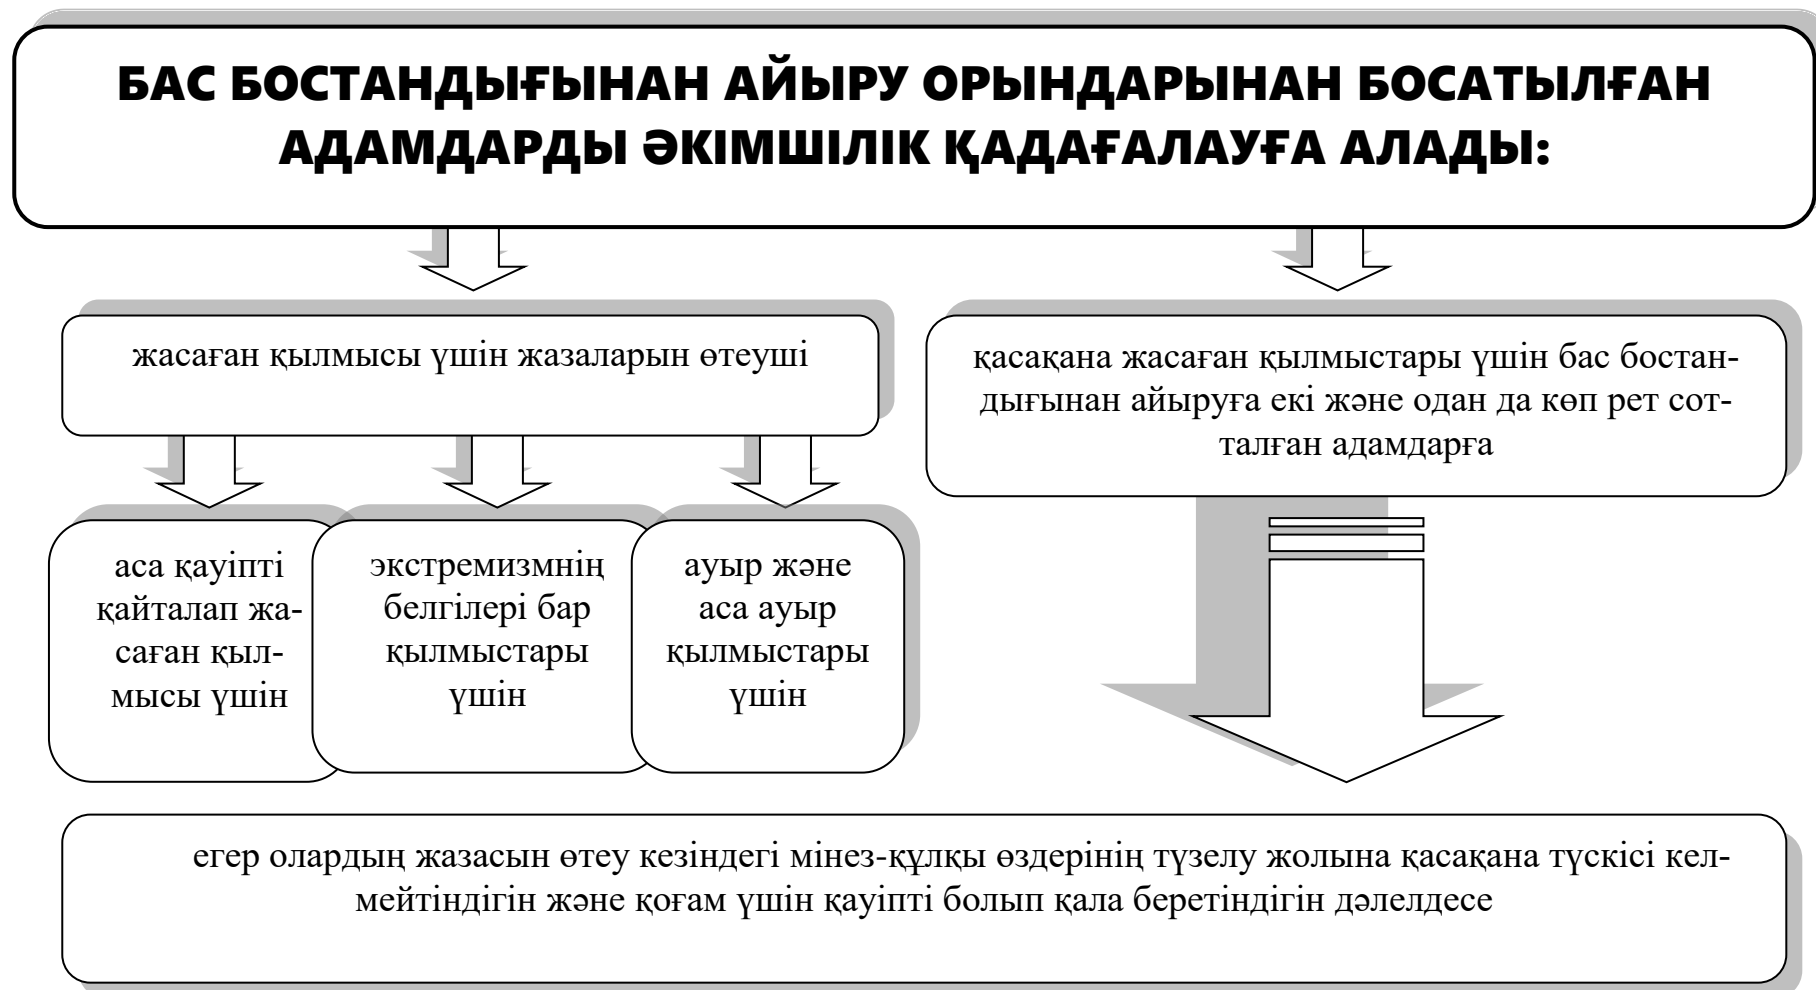 БАС БОСТАНДЫҒЫНАН АЙЫРУ ОРЫНДАРЫНАН БОСАТЫЛҒАН
АДАМДАРДЫ ӘКІМШІЛІК ҚАДАҒАЛАУҒА АЛАДЫ:
жасаған қылмысы үшін жазаларын өтеуші
қасақана жасаған қылмыстары үшін бас бостан-
дығынан айыруға екі және одан да көп рет сот-
талған адамдарға
аса қауіпті
қайталап жа-
саған қыл-
мысы үшін
экстремизмнің
белгілері бар
қылмыстары
үшін
ауыр және
аса ауыр
қылмыстары
үшін
егер олардың жазасын өтеу кезіндегі мінез-құлқы өздерінің түзелу жолына қасақана түскісі кел-
мейтіндігін және қоғам үшін қауіпті болып қала беретіндігін дәлелдесе